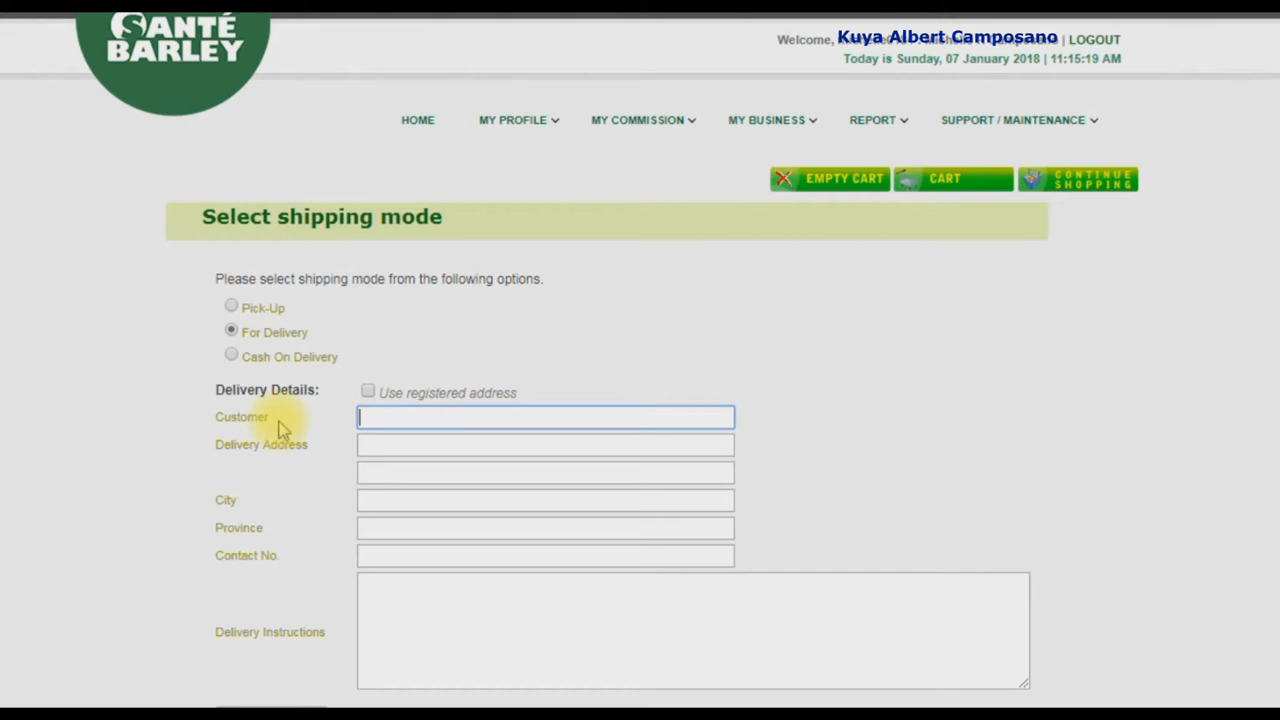 SANTÉ
BARLEY
Welcome, Kuya Albert Camposano | LOGOUT
Today is Sunday, 07 January 2018 | 11:15:19 AM
HOME MY PROFILE MY COMMISSION MY BUSINESS REPORT SUPPORT / MAINTENANCE
EMPTY CART CART CONTINUE SHOPPING
Select shipping mode
Please select shipping mode from the following options.
Pick-Up
For Delivery
Cash On Delivery
Delivery Details: Use registered address
Customer
Delivery Address
City
Province
Contact No.
Delivery Instructions